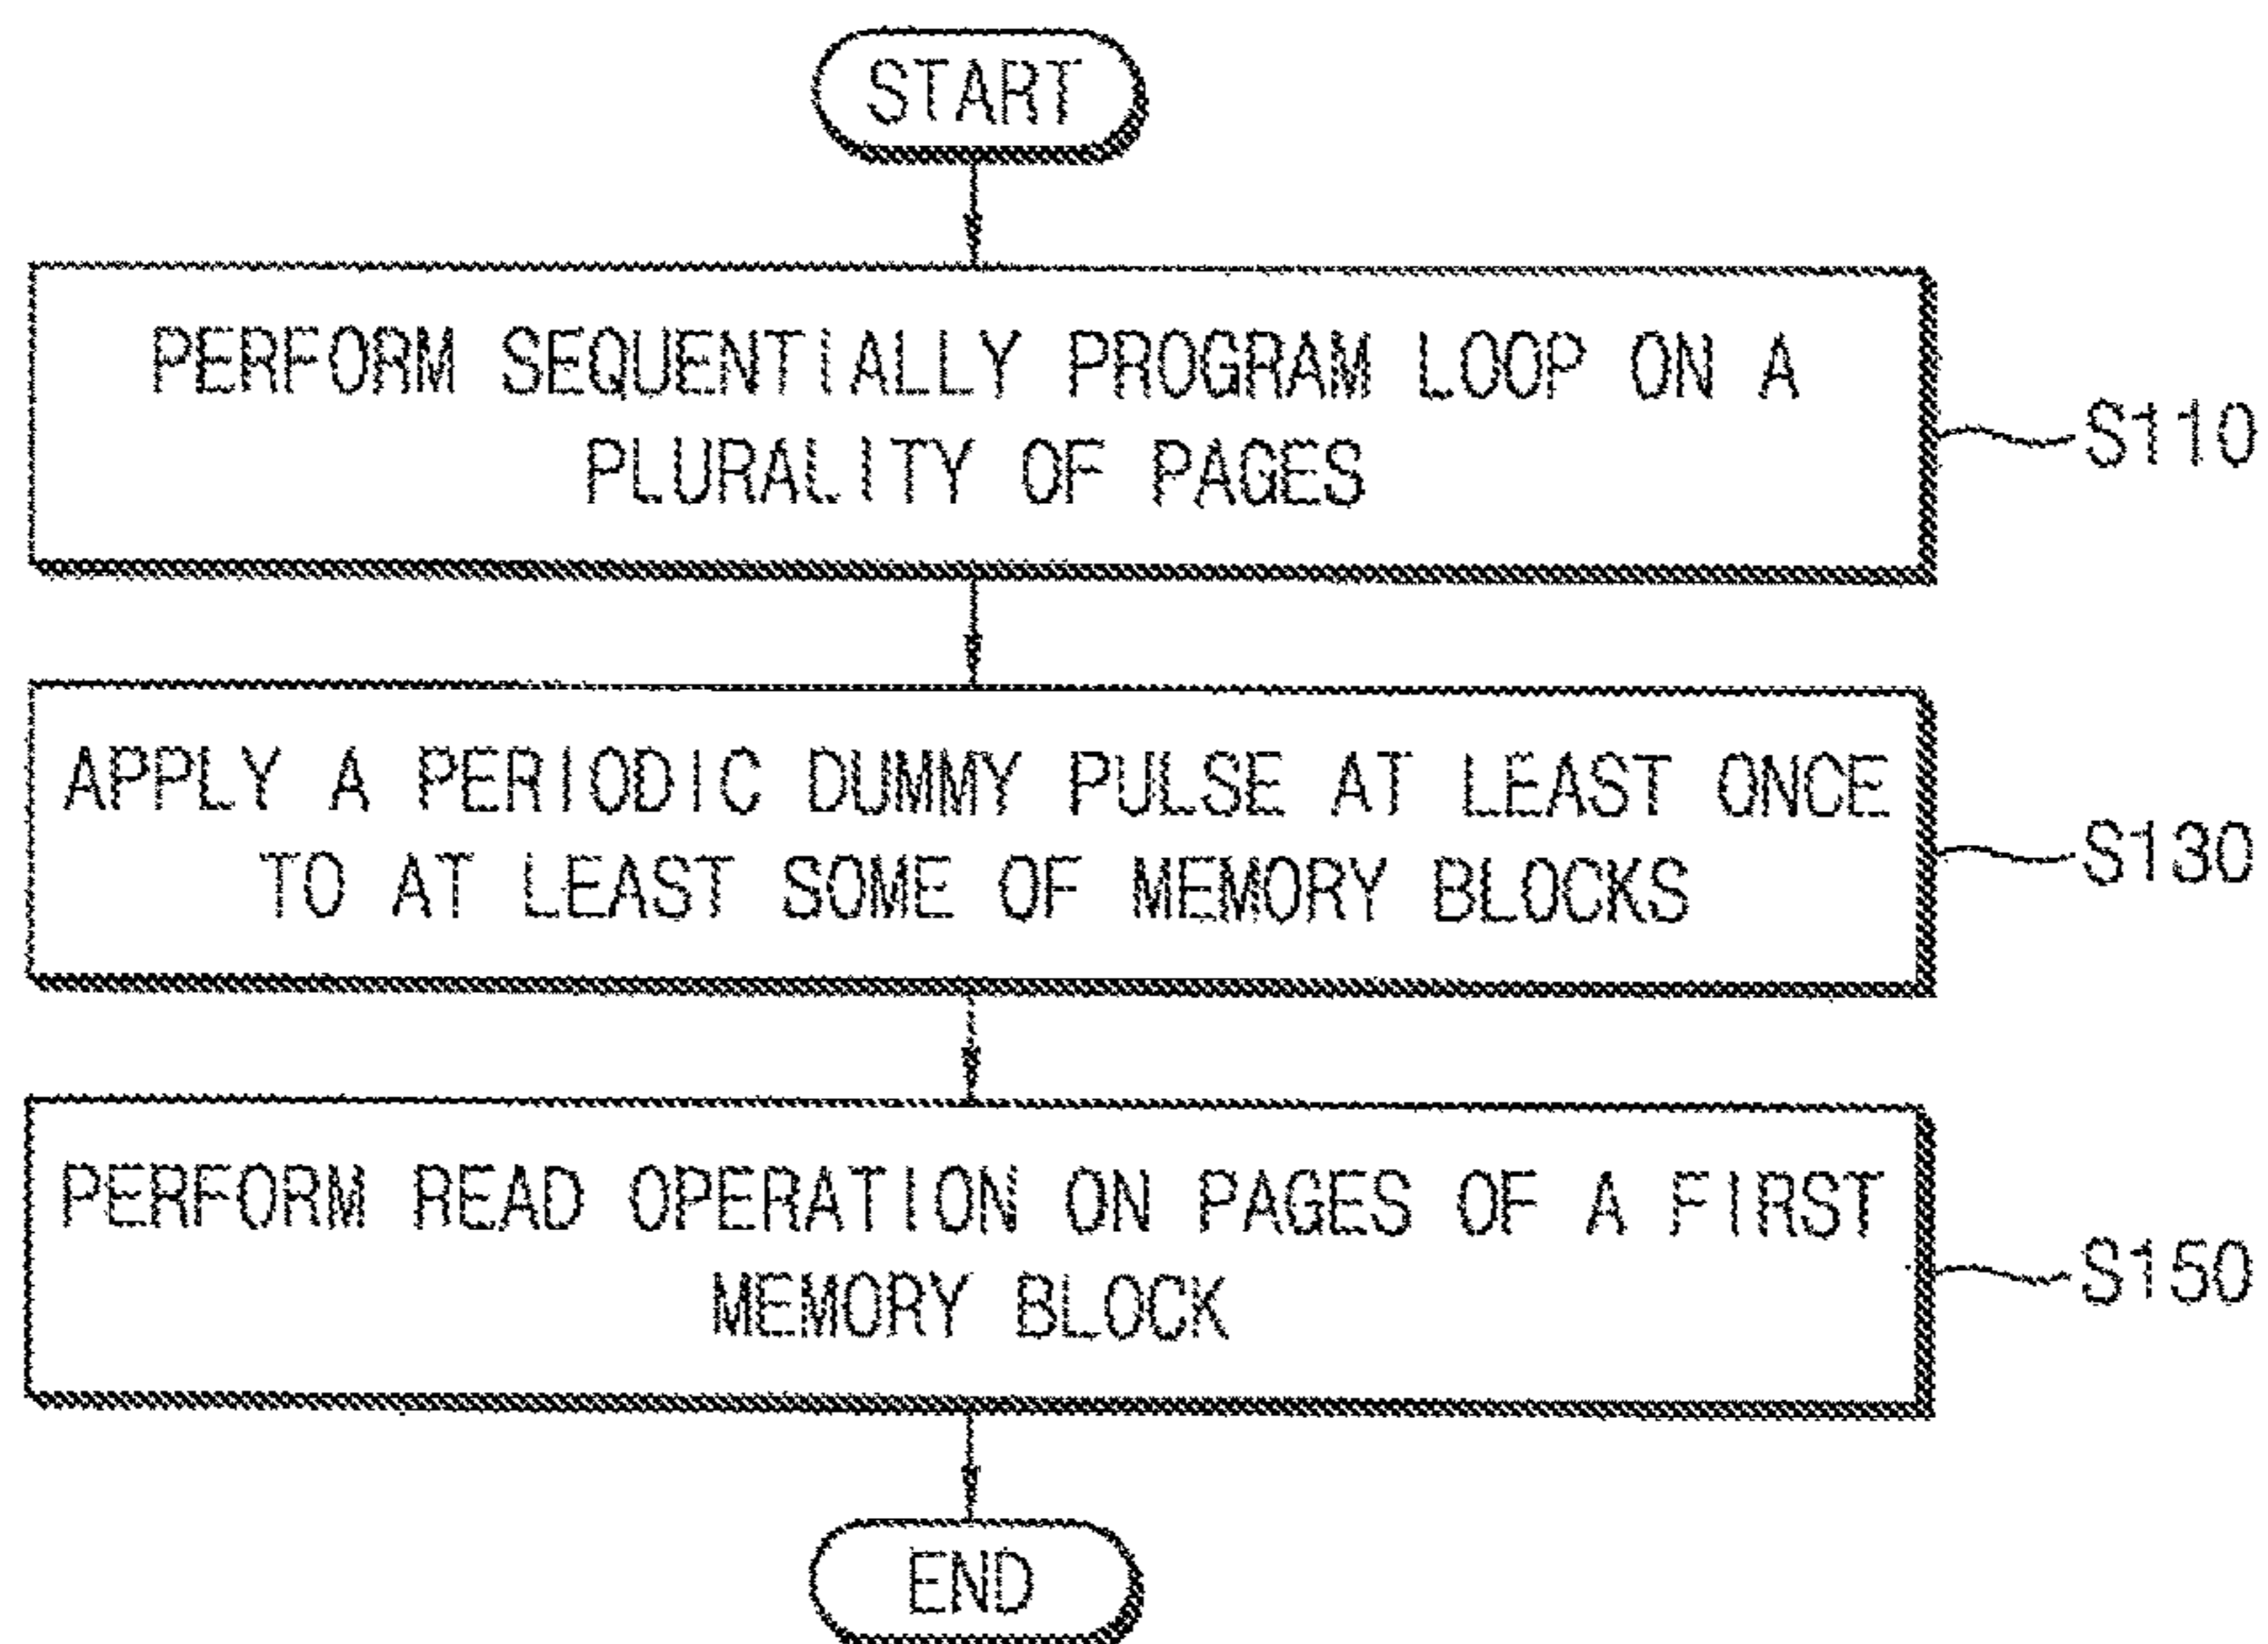 START
PERFORM SEQUENTIALLY PROGRAM LOOP ON A
PLURALITY OF PAGES
S110
APPLY A PERIODIC DUMMY PULSE AT LEAST ONCE
TO AT LEAST SOME OF MEMORY BLOCKS
S130
PERFORM READ OPERATION ON PAGES OF A FIRST
MEMORY BLOCK
S150
END